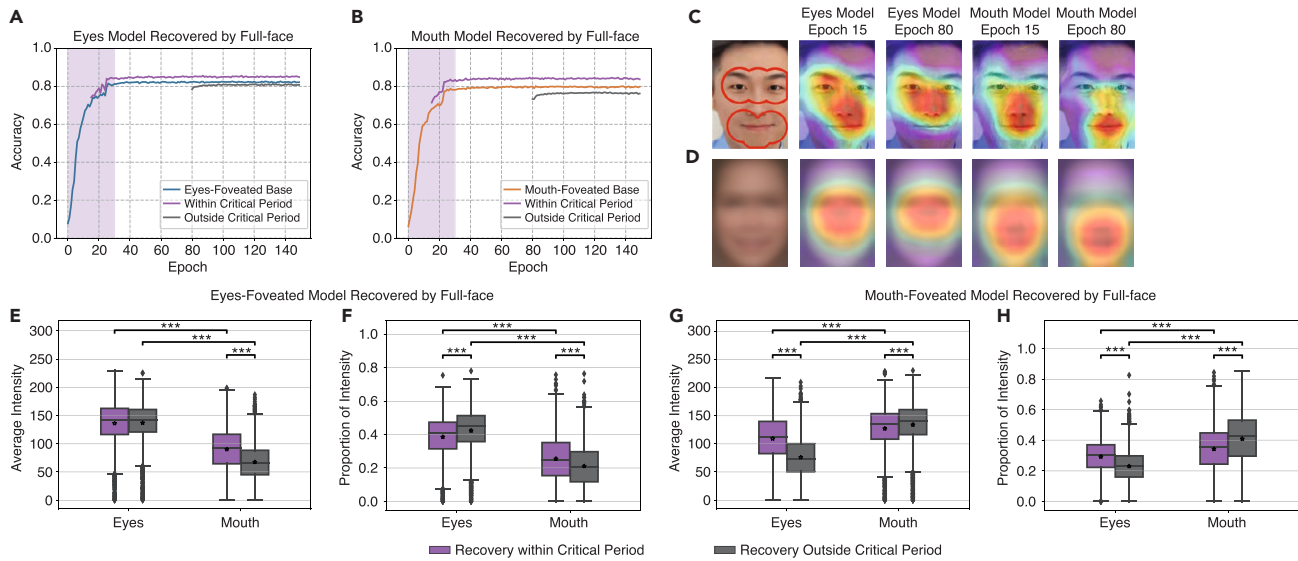 A
Eyes Model Recovered by Full-face
1.0
0.8
0.6
0.4
0.2
0.0
Accuracy
0 20 40 60 80 100 120 140
Epoch
Eyes-Foveated Base
Within Critical Period
Outside Critical Period
B
Mouth Model Recovered by Full-face
1.0
0.8
0.6
0.4
0.2
0.0
Accuracy
0 20 40 60 80 100 120 140
Epoch
Mouth-Foveated Base
Within Critical Period
Outside Critical Period
C
Eyes Model
Epoch 15
Eyes Model
Epoch 80
Mouth Model
Epoch 15
Mouth Model
Epoch 80
D
Eyes-Foveated Model Recovered by Full-face
E
300
250
200
150
100
50
0
Average Intensity
***
***
***
Eyes Mouth
F
1.0
0.8
0.6
0.4
0.2
0.0
Proportion of Intensity
***
***
***
***
Eyes Mouth
Mouth-Foveated Model Recovered by Full-face
G
300
250
200
150
100
50
0
Average Intensity
***
***
***
***
Eyes Mouth
H
1.0
0.8
0.6
0.4
0.2
0.0
Proportion of Intensity
***
***
***
***
Eyes Mouth
Recovery within Critical Period
Recovery Outside Critical Period